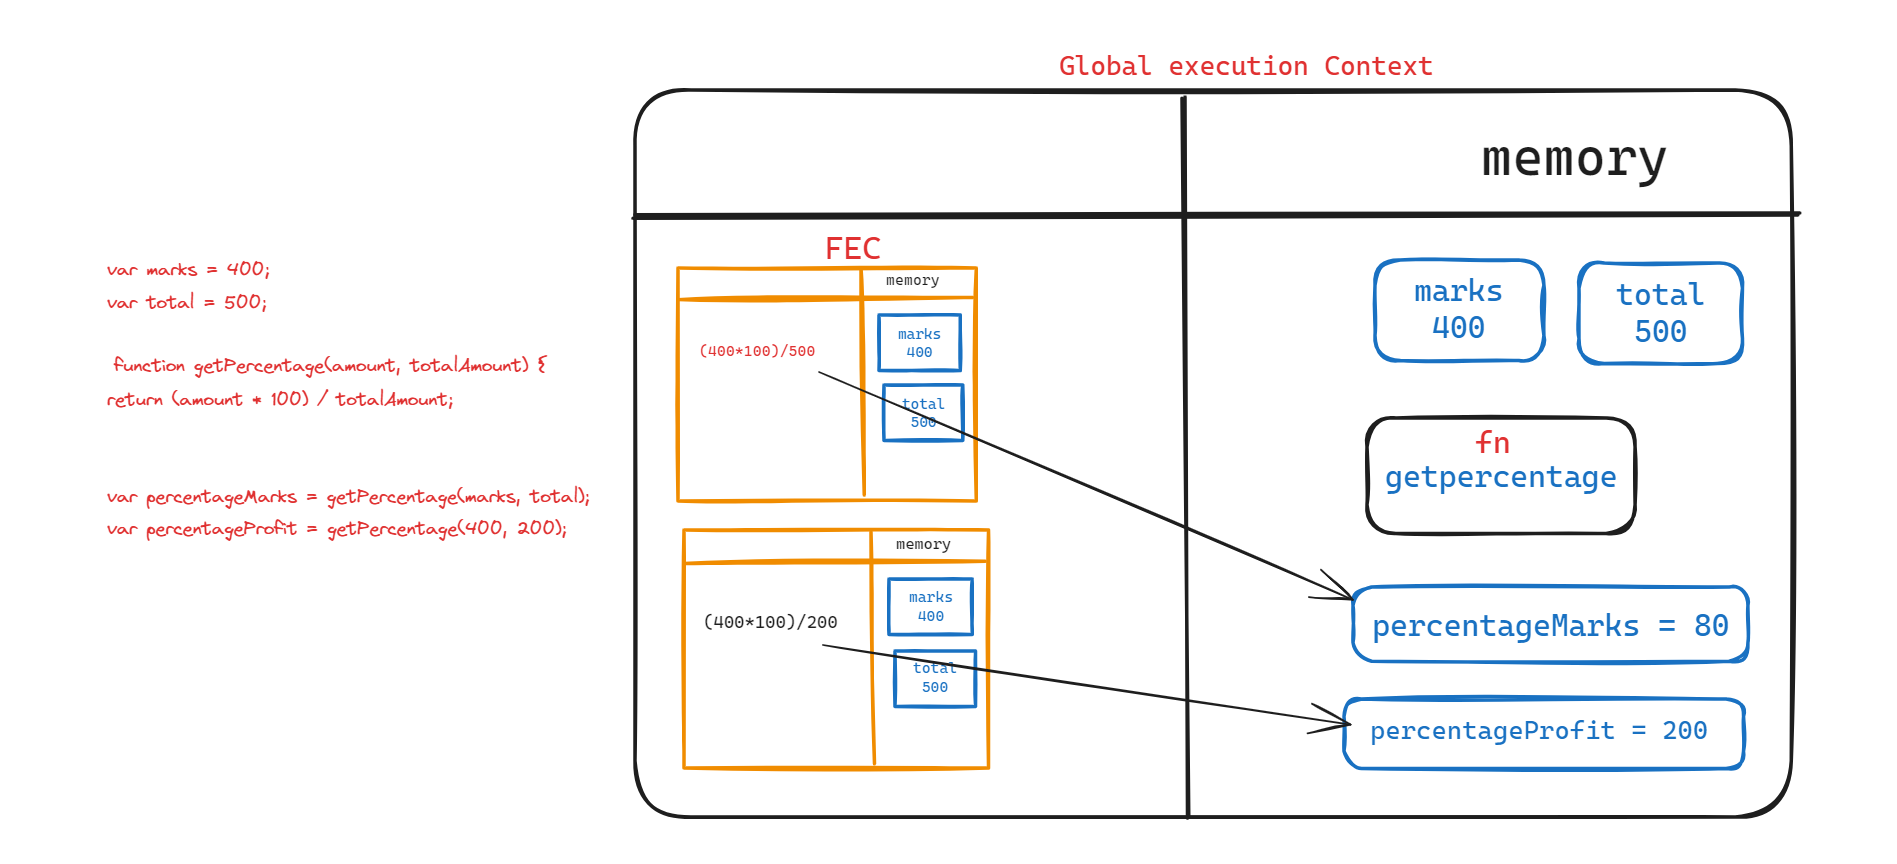 Global execution Context
memory
var marks = 400;
var total = 500;
function getPercentage(amount, totalAmount) {
return (amount * 100) / totalAmount;
var percentageMarks = getPercentage(marks, total);
var percentageProfit = getPercentage(400, 200);
FEC
memory
(400*100)/500
marks
400
total
500
memory
(400*100)/200
marks
400
total
500
marks
400
total
500
fn
getpercentage
percentageMarks = 80
percentageProfit = 200